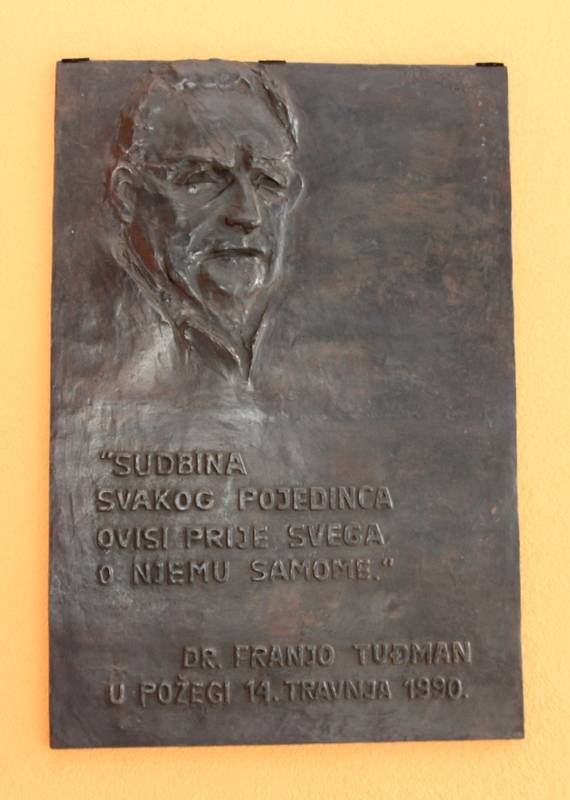 “SUDBINA
SVAKOG POJEDINCA
OVISI PRIJE SVEGA
O NJEMU SAMOME.“
DR. FRANJO TUĐMAN
U POŽEGI 14. TRAVNJA 1990.